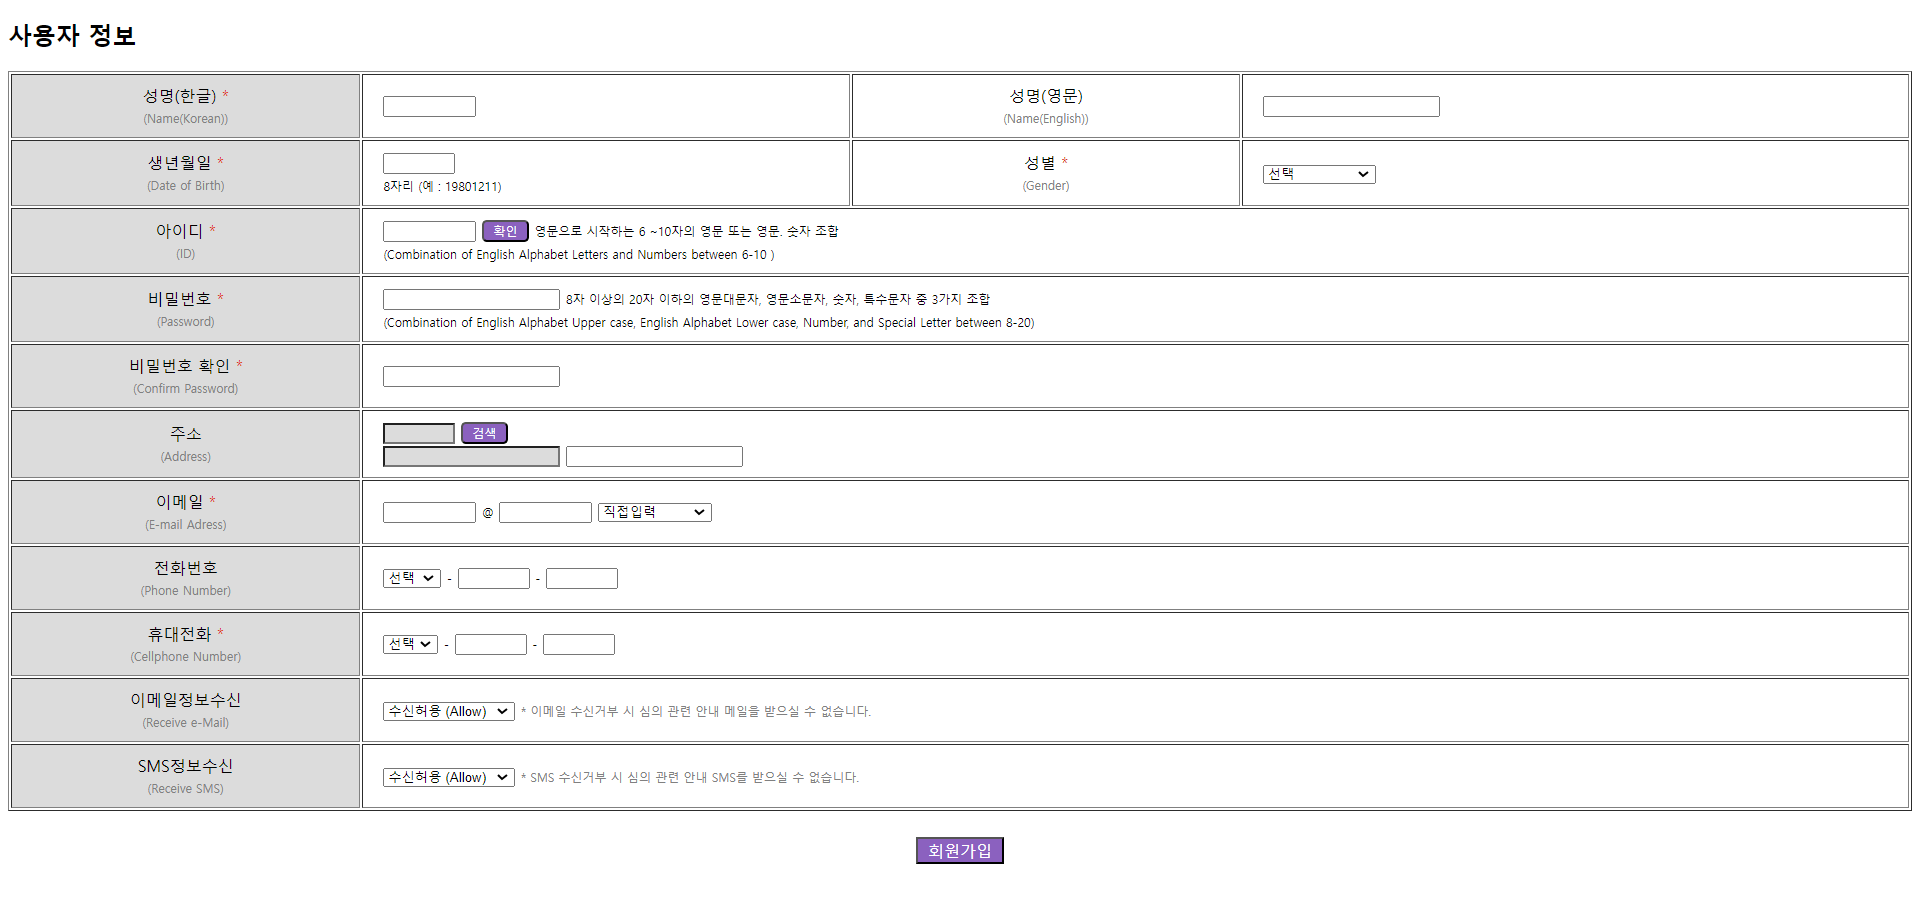 사용자 정보
성명(한글) *
(Name(Korean))
성명(영문)
(Name(English))
생년월일 *
(Date of Birth)
8자리 (예 : 19801211)
성별 *
(Gender)
선택
아이디 *
(ID)
확인 영문으로 시작하는 6 ~10자의 영문 또는 영문. 숫자 조합
(Combination of English Alphabet Letters and Numbers between 6-10 )
비밀번호 *
(Password)
8자 이상의 20자 이하의 영문대문자, 영문소문자, 숫자, 특수문자 중 3가지 조합
(Combination of English Alphabet Upper case, English Alphabet Lower case, Number, and Special Letter between 8-20)
비밀번호 확인 *
(Confirm Password)
주소
(Address)
검색
이메일 *
(E-mail Adress)
@ 직접입력
전화번호
(Phone Number)
선택 - -
휴대전화 *
(Cellphone Number)
선택 - -
이메일정보수신
(Receive e-Mail)
수신허용 (Allow) * 이메일 수신거부 시 심의 관련 안내 메일을 받으실 수 없습니다.
SMS정보수신
(Receive SMS)
수신허용 (Allow) * SMS 수신거부 시 심의 관련 안내 SMS를 받으실 수 없습니다.
회원가입